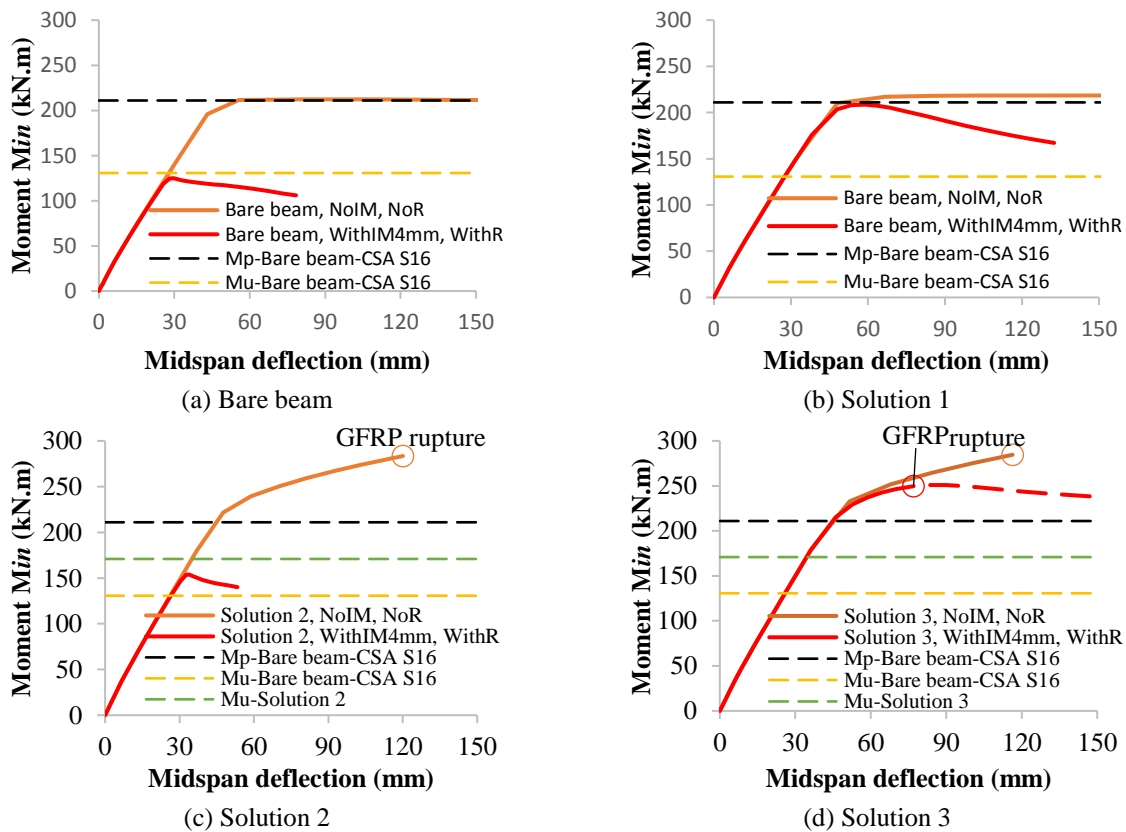 Moment Min (kN.m)
300
250
200
150
100
50
0
Bare beam, NoIM, NoR
Bare beam, WithIM4mm, WithR
Mp-Bare beam-CSA S16
Mu-Bare beam-CSA S16
0 30 60 90 120 150
Midspan deflection (mm)
(a) Bare beam
Moment Min (kN.m)
300
250
200
150
100
50
0
Bare beam, NoIM, NoR
Bare beam, WithIM4mm, WithR
Mp-Bare beam-CSA S16
Mu-Bare beam-CSA S16
0 30 60 90 120 150
Midspan deflection (mm)
(b) Solution 1
Moment Min (kN.m)
300
250
200
150
100
50
0
GFRP rupture
Solution 2, NoIM, NoR
Solution 2, WithIM4mm, WithR
Mp-Bare beam-CSA S16
Mu-Bare beam-CSA S16
Mu-Solution 2
0 30 60 90 120 150
Midspan deflection (mm)
(c) Solution 2
Moment Min (kN.m)
300
250
200
150
100
50
0
GFRP rupture
Solution 3, NoIM, NoR
Solution 3, WithIM4mm, WithR
Mp-Bare beam-CSA S16
Mu-Bare beam-CSA S16
Mu-Solution 3
0 30 60 90 120 150
Midspan deflection (mm)
(d) Solution 3